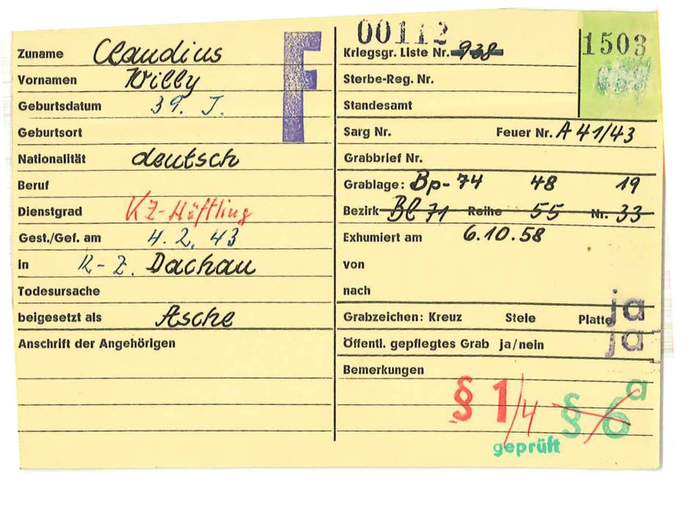 Zuname Claudius
Vornamen Willy
Geburtsdatum 39. J.
Geburtsort
Nationalität deutsch
Beruf
Dienstgrad KZ-Häftling
Gest./Gef. am 4.2.43
in K-Z. Dachau
Todesursache
beigesetzt als Asche
Anschrift der Angehörigen
F
00112
Kriegsgr. Liste Nr. 938
1503
Sterbe-Reg. Nr.
Standesamt
Sarg Nr. Feuer Nr. A 41/43
Grabbrief Nr.
Grablage: Bp- 74 48 19
Bezirk Bl 71 Reihe 55 Nr. 33
Exhumiert am 6.10.58
von
nach
Grabzeichen: Kreuz Stele Platte ja
Öffentl. gepflegtes Grab ja/nein ja
Bemerkungen
§ 1/4 § 6a
geprüft